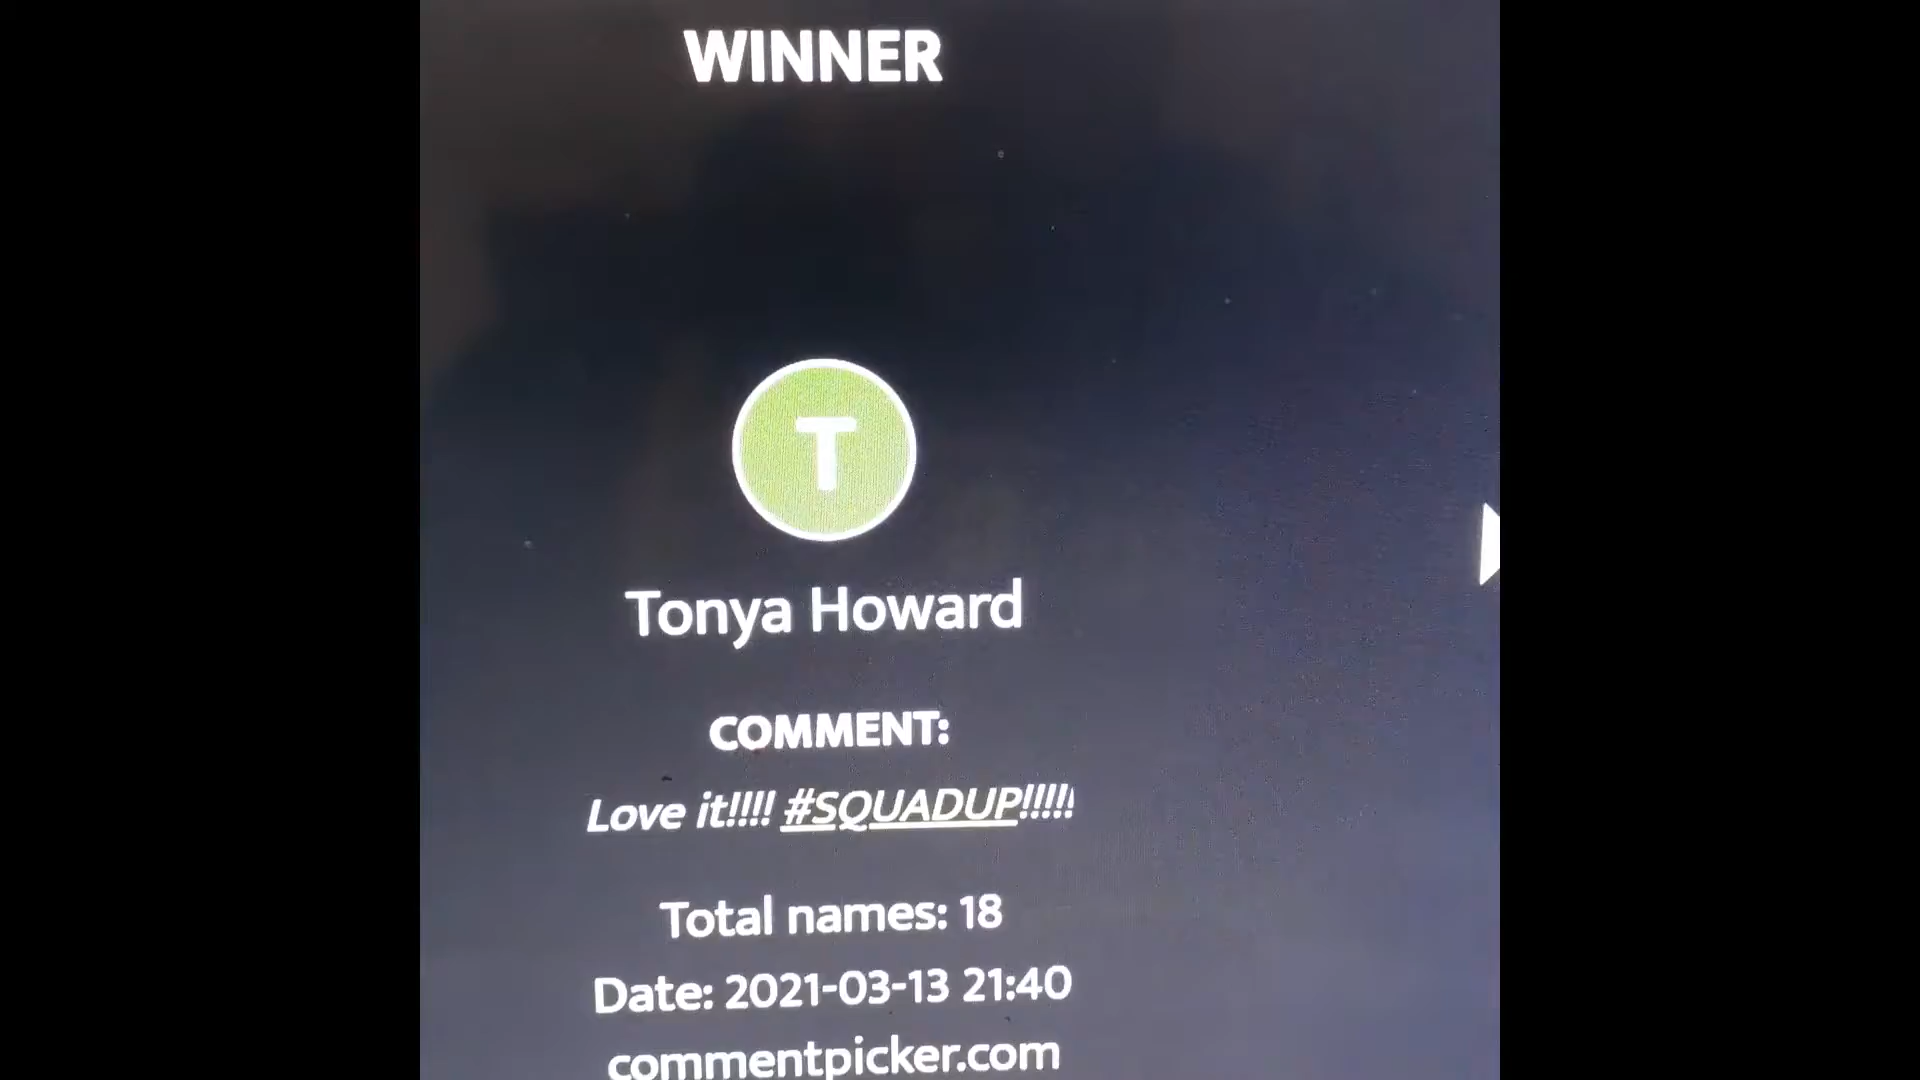 WINNER
T
Tonya Howard
COMMENT:
Love it!!!! #SQUADUP!!!!!
Total names: 18
Date: 2021-03-13 21:40
commentpicker.com